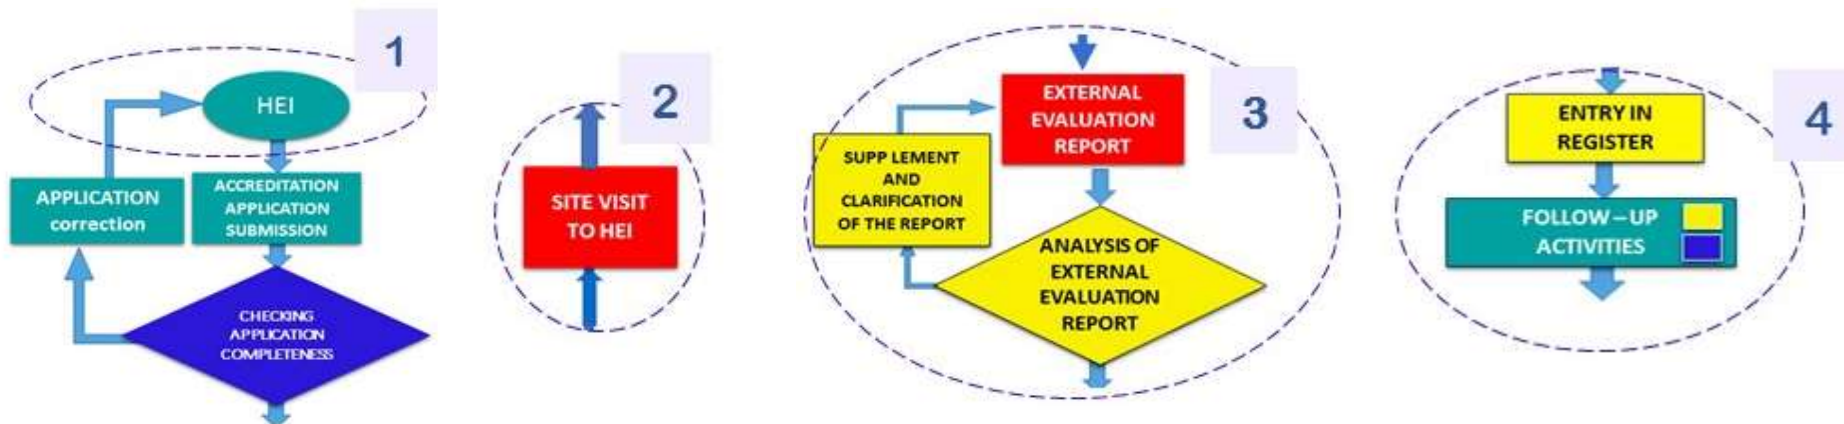 1
HEI
APPLICATION
correction
ACCREDITATION
APPLICATION
SUBMISSION
CHECKING
APPLICATION
COMPLETENESS
2
SITE VISIT
TO HEI
3
EXTERNAL
EVALUATION
REPORT
SUPP LEMENT
AND
CLARIFICATION
OF THE REPORT
ANALYSIS OF
EXTERNAL
EVALUATION
REPORT
4
ENTRY IN
REGISTER
FOLLOW – UP
ACTIVITIES